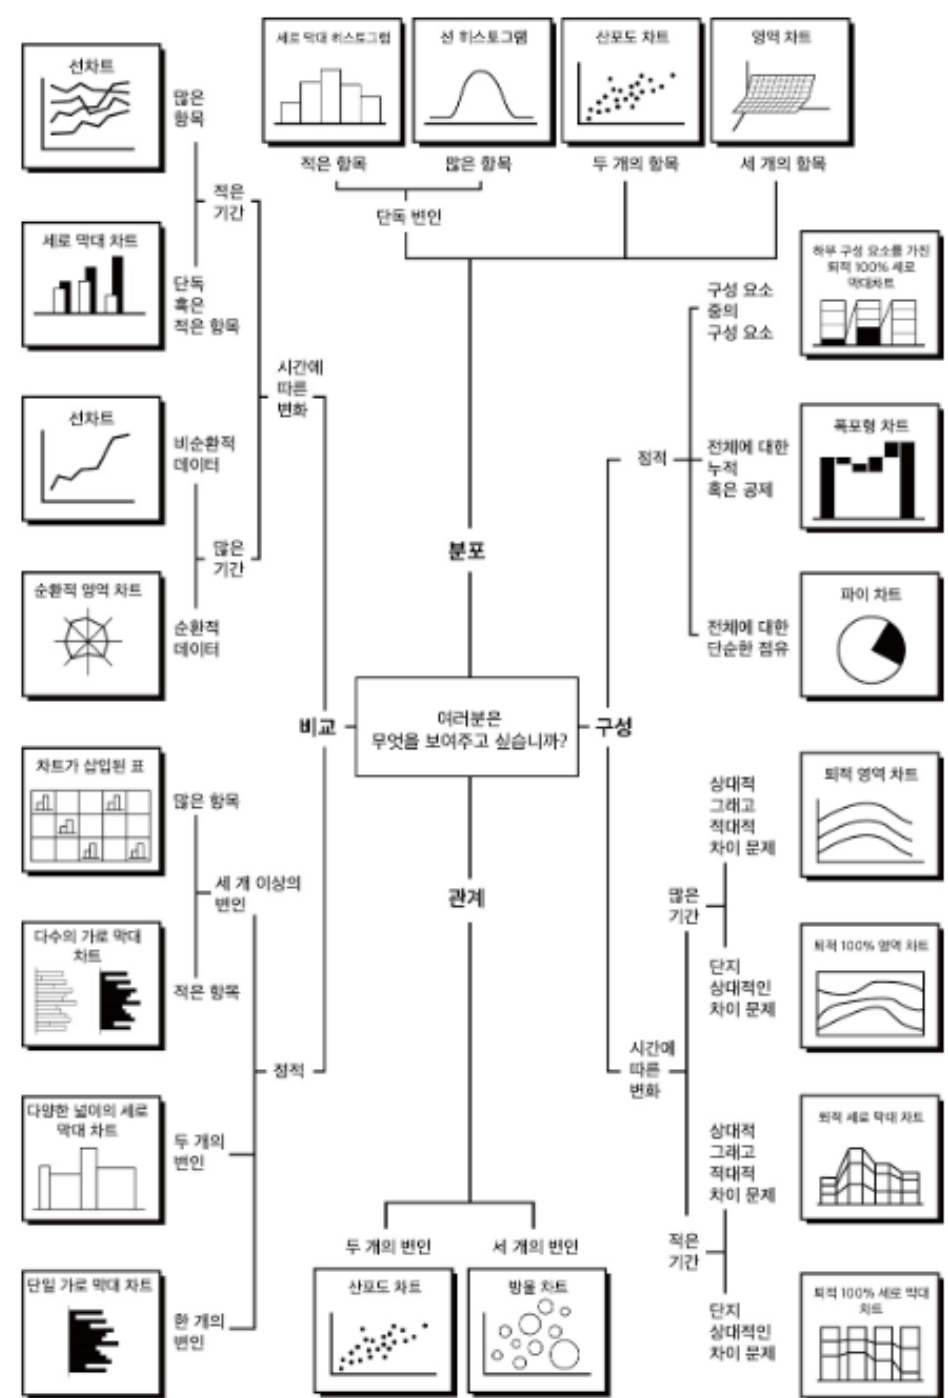 세로 막대 히스토그램
선 히스토그램
산포도 차트
영역 차트
적은 항목
많은 항목
두 개의 항목
세 개의 항목
단독 변인
분포
선차트
많은
항목
적은
기간
세로 막대 차트
단독
혹은
적은 항목
시간에
따른
변화
선차트
비순환적
데이터
많은
기간
순환적 영역 차트
순환적
데이터
비교
여러분은
무엇을 보여주고 싶습니까?
구성
관계
차트가 삽입된 표
많은 항목
세 개 이상의
변인
다수의 가로 막대
차트
적은 항목
정적
다양한 넓이의 세로
막대 차트
두 개의
변인
단일 가로 막대 차트
한 개의
변인
두 개의 변인
세 개의 변인
산포도 차트
방울 차트
구성 요소
중의
구성 요소
하부 구성 요소를 가진
퇴적 100% 세로
막대차트
정적
전체에 대한
누적
혹은 공제
폭포형 차트
전체에 대한
단순한 점유
파이 차트
상대적
그래고
적대적
차이 문제
퇴적 영역 차트
많은
기간
단지
상대적인
차이 문제
퇴적 100% 영역 차트
시간에
따른
변화
상대적
그래고
적대적
차이 문제
퇴적 세로 막대 차트
적은
기간
단지
상대적인
차이 문제
퇴적 100% 세로 막대
차트